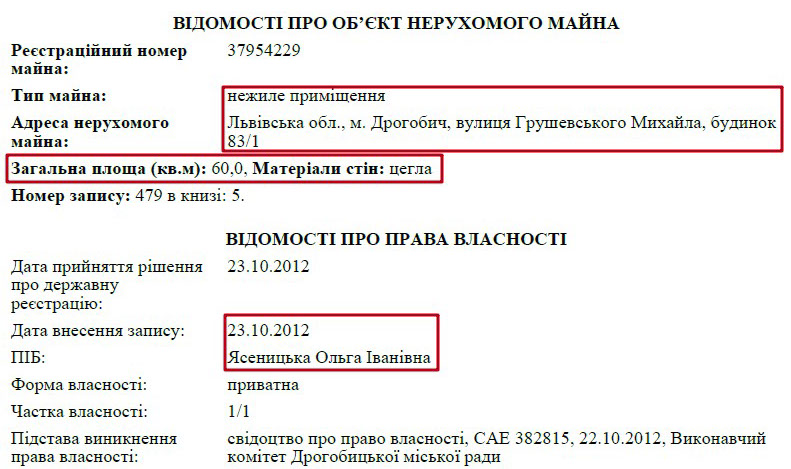 ВІДОМОСТІ ПРО ОБ’ЄКТ НЕРУХОМОГО МАЙНА
Реєстраційний номер майна: 37954229
Тип майна: нежиле приміщення
Адреса нерухомого майна: Львівська обл., м. Дрогобич, вулиця Грушевського Михайла, будинок 83/1
Загальна площа (кв.м): 60,0, Матеріали стін: цегла
Номер запису: 479 в книзі: 5.
ВІДОМОСТІ ПРО ПРАВА ВЛАСНОСТІ
Дата прийняття рішення про державну реєстрацію: 23.10.2012
Дата внесення запису: 23.10.2012
ПІБ: Ясеницька Ольга Іванівна
Форма власності: приватна
Частка власності: 1/1
Підстава виникнення права власності: свідоцтво про право власності, САЕ 382815, 22.10.2012, Виконавчий комітет Дрогобицької міської ради